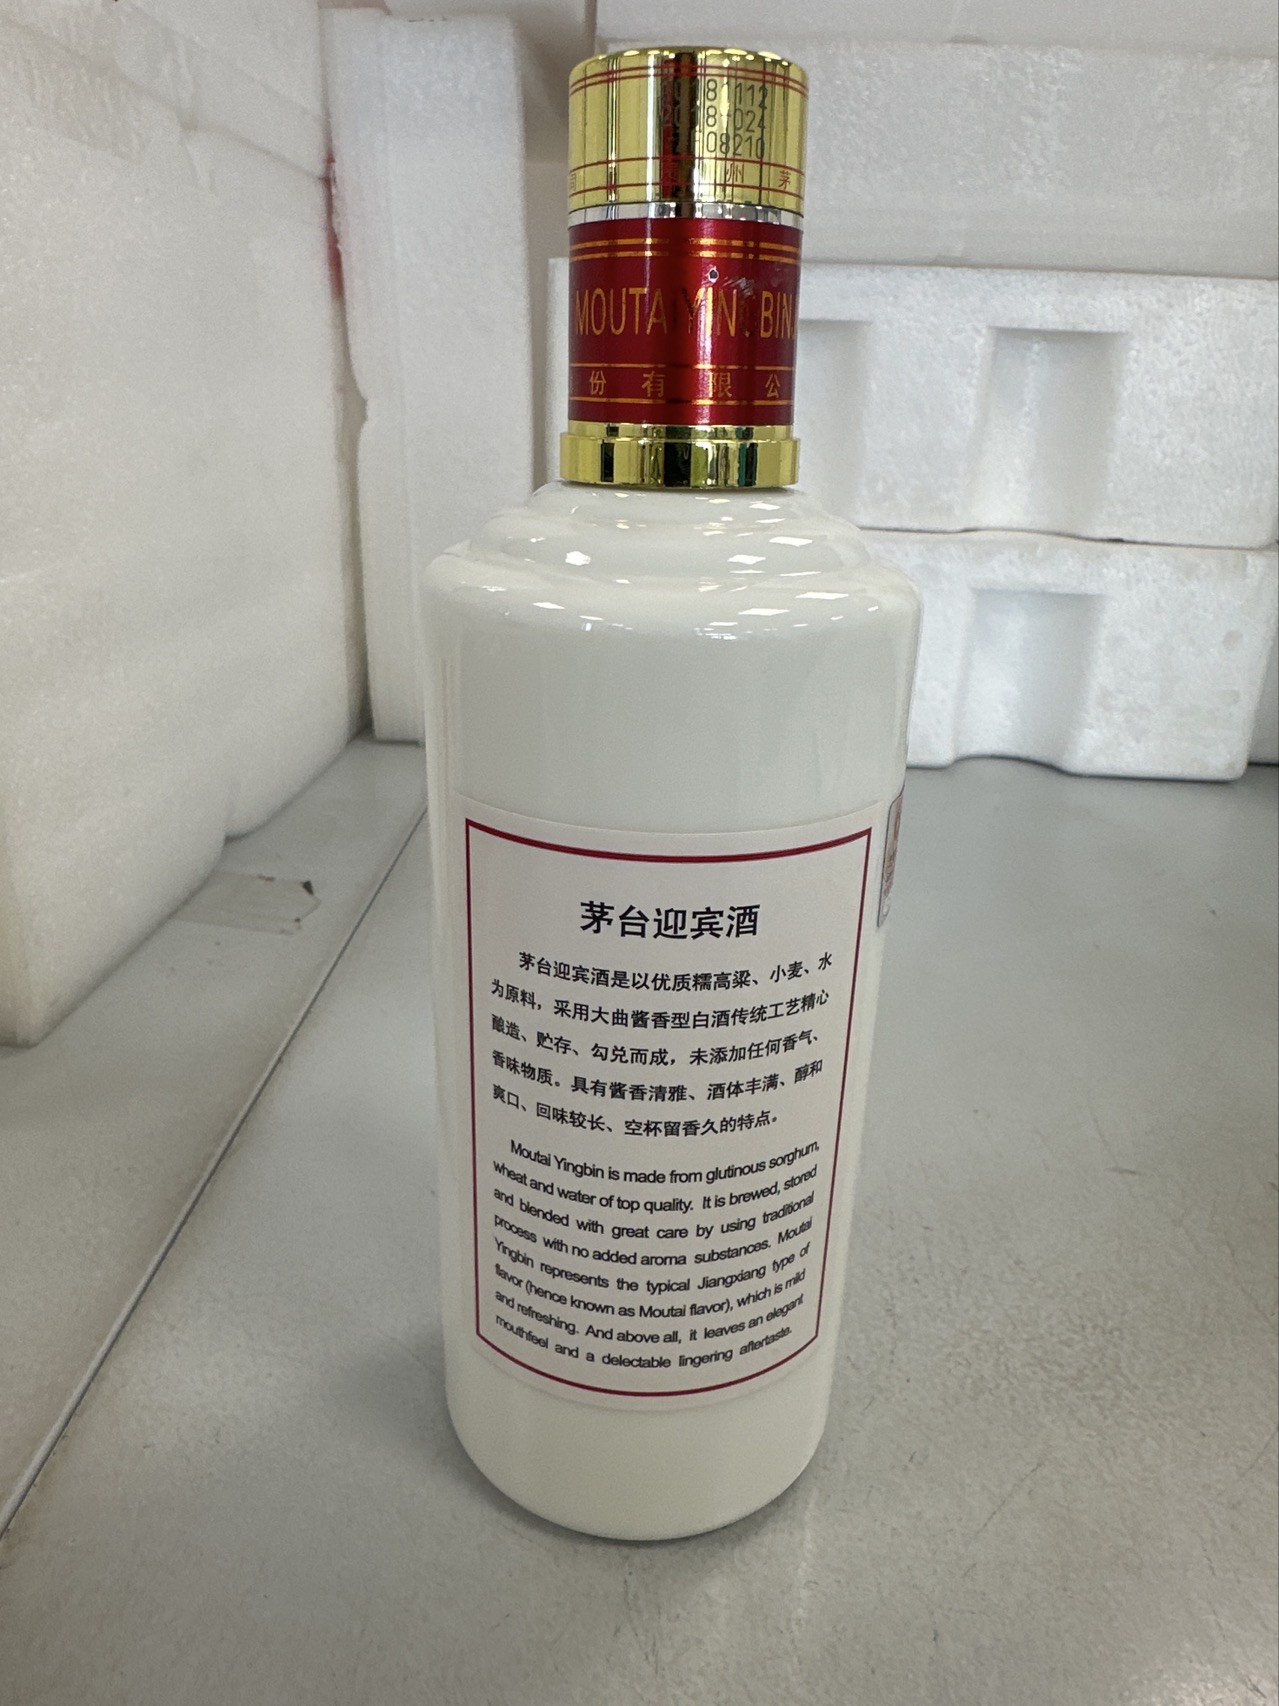 20181112
2018-024
08210
州 茅
MOUTAI YINGBIN
份 有 限 公
茅台迎宾酒
茅台迎宾酒是以优质糯高粱、小麦、水
为原料，采用大曲酱香型白酒传统工艺精心
酿造、贮存、勾兑而成，未添加任何香气、
香味物质。具有酱香清雅、酒体丰满、醇和
爽口、回味较长、空杯留香久的特点。
Moutai Yingbin is made from glutinous sorghum,
wheat and water of top quality. It is brewed, stored
and blended with great care by using traditional
process with no added aroma substances. Moutai
Yingbin represents the typical Jiangxiang type of
flavor (hence known as Moutai flavor), which is mild
and refreshing. And above all, it leaves an elegant
mouthfeel and a delectable lingering aftertaste.